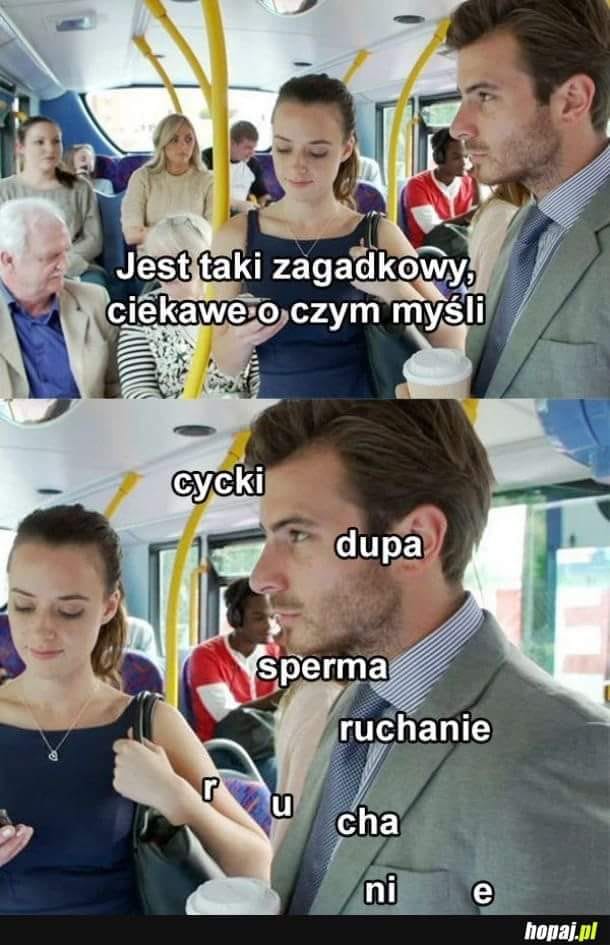 Jest taki zagadkowy,
ciekawe o czym myśli
cycki
dupa
sperma
ruchanie
r
u
cha
ni e
hopaj.pl